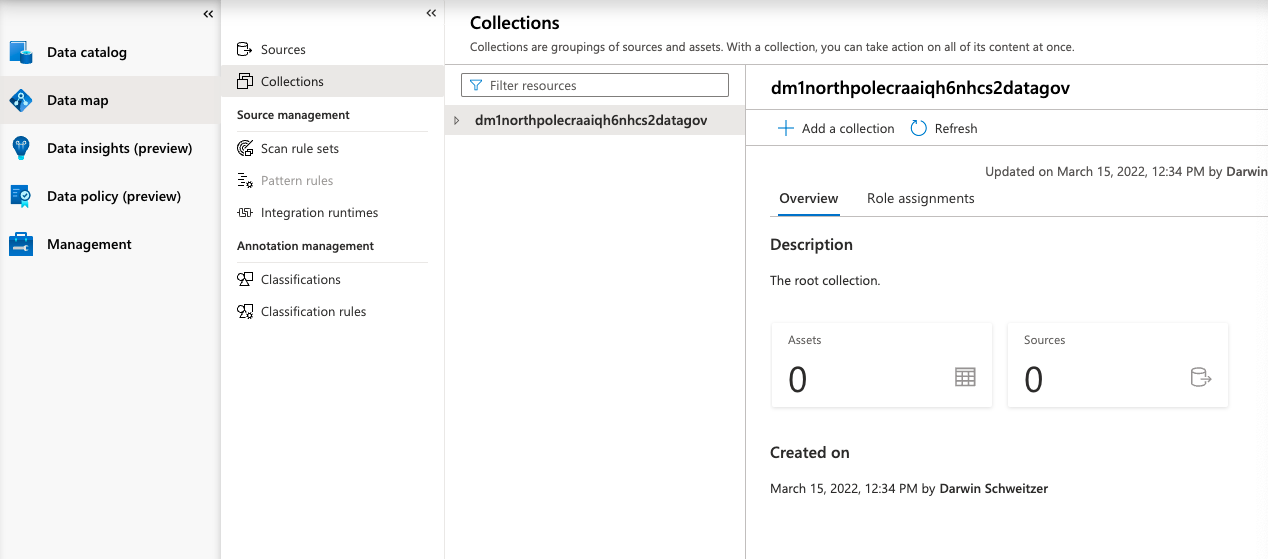 Data catalog
Data map
Data insights (preview)
Data policy (preview)
Management
Sources
Collections
Source management
Scan rule sets
Pattern rules
Integration runtimes
Annotation management
Classifications
Classification rules
Collections
Collections are groupings of sources and assets. With a collection, you can take action on all of its content at once.
Filter resources
dm1northpolecraaiqh6nhcs2datagov
dm1northpolecraaiqh6nhcs2datagov
Add a collection Refresh
Updated on March 15, 2022, 12:34 PM by Darwin
Overview Role assignments
Description
The root collection.
Assets Sources
0 0
Created on
March 15, 2022, 12:34 PM by Darwin Schweitzer